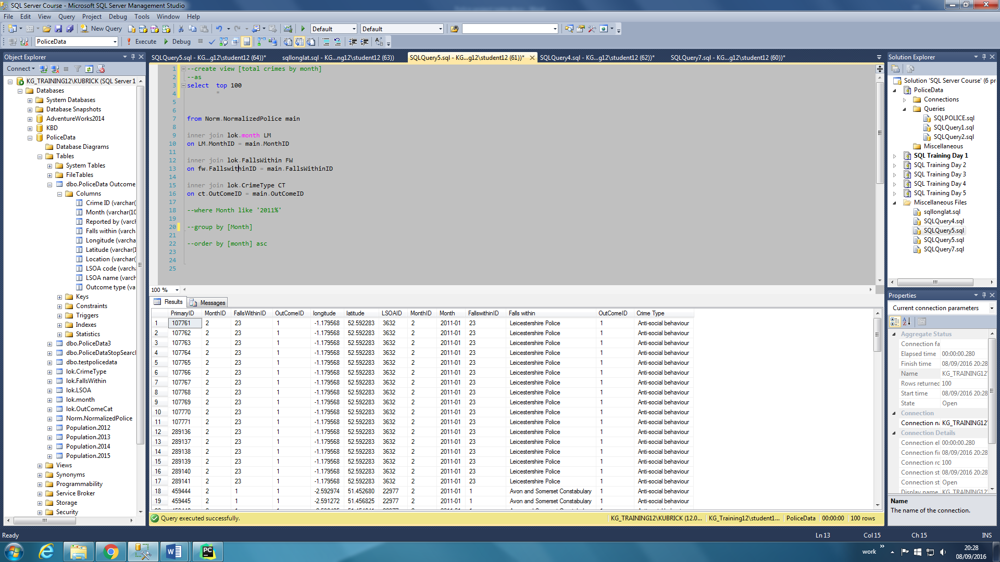 SQL Server Course - Microsoft SQL Server Management Studio
File Edit View Query Project Debug Tools Window Help
New Query Default Default
PoliceData Execute Debug
Object Explorer
Connect
KG_TRAINING12\KUBRICK (SQL Server 1
Databases
System Databases
Database Snapshots
AdventureWorks2014
KBD
PoliceData
Database Diagrams
Tables
System Tables
FileTables
dbo.PoliceData Outcome
Columns
Crime ID (varchar(
Month (varchar(10
Reported by (varch
Falls within (varch
Longitude (varchar
Latitude (varchar(1
Location (varchar(
LSOA code (varcha
LSOA name (varch
Outcome type (va
Keys
Constraints
Triggers
Indexes
Statistics
dbo.PoliceData3
dbo.PoliceDataStopSearcl
dbo.testpolicedata
lok.CrimeType
lok.FallsWithin
lok.LSOA
lok.month
lok.OutComeCat
Norm.NormalizedPolice
Population.2012
Population.2013
Population.2014
Population.2015
Views
Synonyms
Programmability
Service Broker
Storage
Security
SQLQuery5.sql - KG...g12\student12 (64))* sqllonglat.sql - KG...ng12\student12 (63)) SQLQuery5.sql - KG...g12\student12 (61))* SQLQuery4.sql - KG...g12\student12 (62))* SQLQuery7.sql - KG...g12\student12 (60))*
1 --create view [total crimes by month]
2 --as
3 select top 100
4 *
5
6
7 from Norm.NormalizedPolice main
8
9 inner join lok.month LM
10 on LM.MonthID = main.MonthID
11
12 inner join lok.FallsWithin FW
13 on fw.FallswithinID = main.FallsWithinID
14
15 inner join lok.CrimeType CT
16 on ct.OutComeID = main.OutComeID
17
18 --where Month like '2011%'
19
20 --group by [Month]
21
22 --order by [month] asc
23
24
25
100 %
Results Messages
PrimaryID MonthID FallsWithinID OutComeID longitude latitude LSOAID MonthID Month FallswithinID Falls within OutComeID Crime Type
1 107761 2 23 1 -1.179568 52.592283 3632 2 2011-01 23 Leicestershire Police 1 Anti-social behaviour
2 107762 2 23 1 -1.179568 52.592283 3632 2 2011-01 23 Leicestershire Police 1 Anti-social behaviour
3 107763 2 23 1 -1.179568 52.592283 3632 2 2011-01 23 Leicestershire Police 1 Anti-social behaviour
4 107764 2 23 1 -1.179568 52.592283 3632 2 2011-01 23 Leicestershire Police 1 Anti-social behaviour
5 107765 2 23 1 -1.179568 52.592283 3632 2 2011-01 23 Leicestershire Police 1 Anti-social behaviour
6 107766 2 23 1 -1.179568 52.592283 3632 2 2011-01 23 Leicestershire Police 1 Anti-social behaviour
7 107767 2 23 1 -1.179568 52.592283 3632 2 2011-01 23 Leicestershire Police 1 Anti-social behaviour
8 107768 2 23 1 -1.179568 52.592283 3632 2 2011-01 23 Leicestershire Police 1 Anti-social behaviour
9 107769 2 23 1 -1.179568 52.592283 3632 2 2011-01 23 Leicestershire Police 1 Anti-social behaviour
10 107770 2 23 1 -1.179568 52.592283 3632 2 2011-01 23 Leicestershire Police 1 Anti-social behaviour
11 107771 2 23 1 -1.179568 52.592283 3632 2 2011-01 23 Leicestershire Police 1 Anti-social behaviour
12 289136 2 23 1 -1.179568 52.592283 3632 2 2011-01 23 Leicestershire Police 1 Anti-social behaviour
13 289137 2 23 1 -1.179568 52.592283 3632 2 2011-01 23 Leicestershire Police 1 Anti-social behaviour
14 289138 2 23 1 -1.179568 52.592283 3632 2 2011-01 23 Leicestershire Police 1 Anti-social behaviour
15 289139 2 23 1 -1.179568 52.592283 3632 2 2011-01 23 Leicestershire Police 1 Anti-social behaviour
16 289140 2 23 1 -1.179568 52.592283 3632 2 2011-01 23 Leicestershire Police 1 Anti-social behaviour
17 289141 2 23 1 -1.179568 52.592283 3632 2 2011-01 23 Leicestershire Police 1 Anti-social behaviour
18 459444 2 1 1 -2.592974 51.452680 22977 2 2011-01 1 Avon and Somerset Constabulary 1 Anti-social behaviour
19 459445 2 1 1 -2.591272 51.456825 22977 2 2011-01 1 Avon and Somerset Constabulary 1 Anti-social behaviour
Query executed successfully. KG_TRAINING12\KUBRICK (12.0... KG_Training12\student1... PoliceData 00:00:00 100 rows
Solution Explorer
Solution 'SQL Server Course' (6 pr
PoliceData
Connections
Queries
SQLPOLICE.sql
SQLQuery1.sql
SQLQuery2.sql
Miscellaneous
SQL Training Day 1
SQL Training Day 2
SQL Training Day 3
SQL Training Day 4
SQL Training Day 5
Miscellaneous Files
sqllonglat.sql
SQLQuery4.sql
SQLQuery5.sql
SQLQuery5.sql
SQLQuery7.sql
Properties
Current connection parameters
Aggregate Status
Connection fa
Elapsed time 00:00:00.280
Finish time 08/09/2016 20:28
Name KG_TRAINING12\
Rows returned 100
Start time 08/09/2016 20:28
State Open
Connection
Connection na KG_TRAINING12\
Connection Details
Connection el 00:00:00.280
Connection fi 08/09/2016 20:28
Connection ro 100
Connection st 08/09/2016 20:28
Connection st Open
Display name KG_TRAINING12\
Name
The name of the connection.
Ready Ln 13 Col 15 Ch 15 INS
work
20:28
08/09/2016